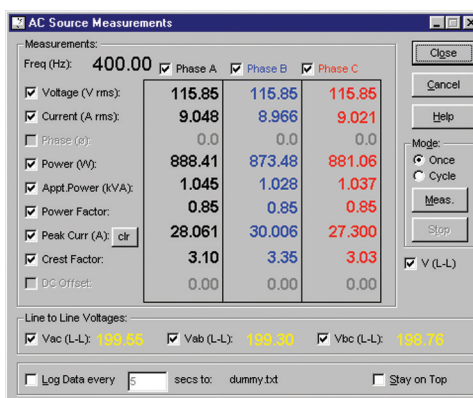 AC Source Measurements
Measurements:
Freq (Hz): 400.00 Phase A Phase B Phase C
Voltage (V rms): 115.85 115.85 115.85
Current (A rms): 9.048 8.966 9.021
Phase (ø): 0.0 0.0 0.0
Power (W): 888.41 873.48 881.06
Appt.Power (kVA): 1.045 1.028 1.037
Power Factor: 0.85 0.85 0.85
Peak Curr (A): clr 28.061 30.006 27.300
Crest Factor: 3.10 3.35 3.03
DC Offset: 0.00 0.00 0.00
Close
Cancel
Help
Mode:
Once
Cycle
Meas.
Stop
V (L-L)
Line to Line Voltages:
Vac (L-L): 199.55 Vab (L-L): 199.30 Vbc (L-L): 198.76
Log Data every 5 secs to: dummy.txt Stay on Top